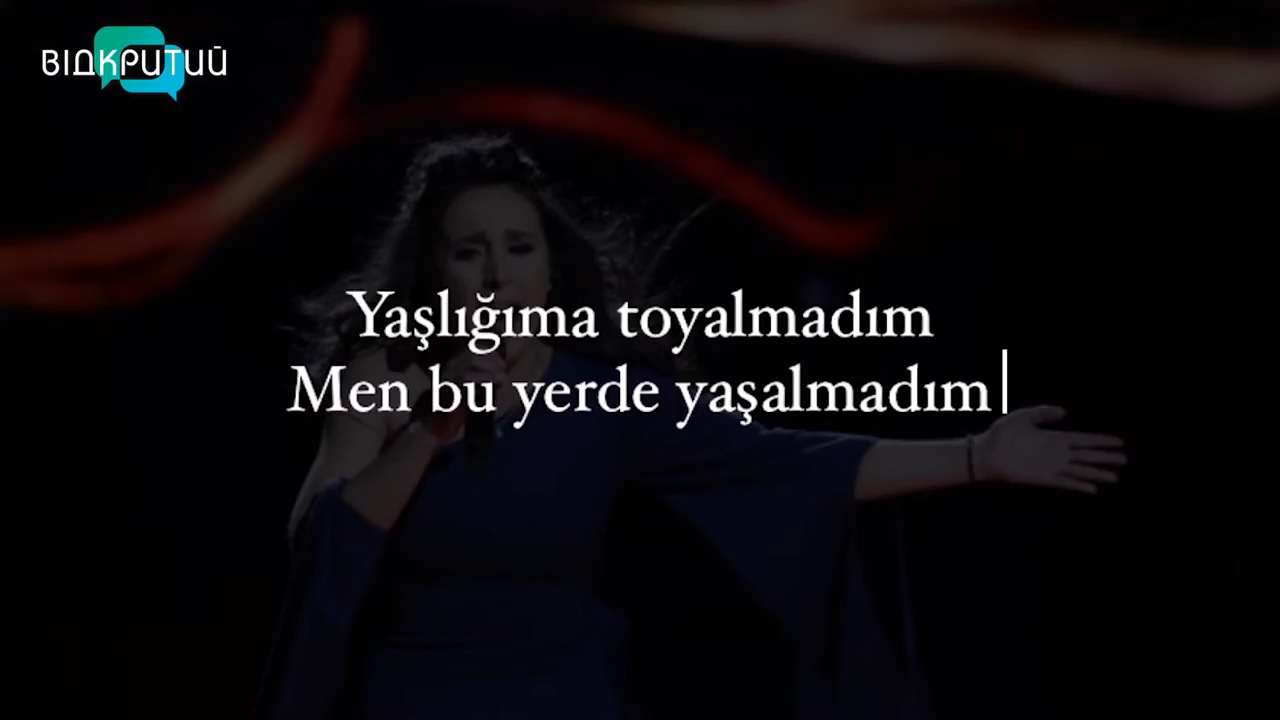 ВІДКРИТИЙ
Yaşlığıma toyalmadım
Men bu yerde yaşalmadım